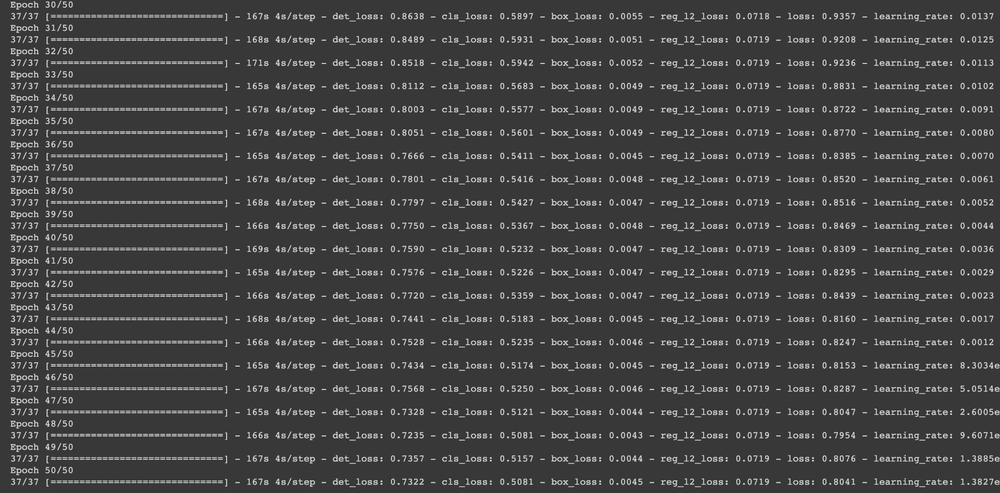 Epoch 30/50
37/37 [==============================] - 167s 4s/step - det_loss: 0.8638 - cls_loss: 0.5897 - box_loss: 0.0055 - reg_l2_loss: 0.0718 - loss: 0.9357 - learning_rate: 0.0137
Epoch 31/50
37/37 [==============================] - 168s 4s/step - det_loss: 0.8489 - cls_loss: 0.5931 - box_loss: 0.0051 - reg_l2_loss: 0.0719 - loss: 0.9208 - learning_rate: 0.0125
Epoch 32/50
37/37 [==============================] - 171s 4s/step - det_loss: 0.8518 - cls_loss: 0.5942 - box_loss: 0.0052 - reg_l2_loss: 0.0719 - loss: 0.9236 - learning_rate: 0.0113
Epoch 33/50
37/37 [==============================] - 165s 4s/step - det_loss: 0.8112 - cls_loss: 0.5683 - box_loss: 0.0049 - reg_l2_loss: 0.0719 - loss: 0.8831 - learning_rate: 0.0102
Epoch 34/50
37/37 [==============================] - 167s 4s/step - det_loss: 0.8003 - cls_loss: 0.5577 - box_loss: 0.0049 - reg_l2_loss: 0.0719 - loss: 0.8722 - learning_rate: 0.0091
Epoch 35/50
37/37 [==============================] - 167s 4s/step - det_loss: 0.8051 - cls_loss: 0.5601 - box_loss: 0.0049 - reg_l2_loss: 0.0719 - loss: 0.8770 - learning_rate: 0.0080
Epoch 36/50
37/37 [==============================] - 165s 4s/step - det_loss: 0.7666 - cls_loss: 0.5411 - box_loss: 0.0045 - reg_l2_loss: 0.0719 - loss: 0.8385 - learning_rate: 0.0070
Epoch 37/50
37/37 [==============================] - 167s 4s/step - det_loss: 0.7801 - cls_loss: 0.5416 - box_loss: 0.0048 - reg_l2_loss: 0.0719 - loss: 0.8520 - learning_rate: 0.0061
Epoch 38/50
37/37 [==============================] - 168s 4s/step - det_loss: 0.7797 - cls_loss: 0.5427 - box_loss: 0.0047 - reg_l2_loss: 0.0719 - loss: 0.8516 - learning_rate: 0.0052
Epoch 39/50
37/37 [==============================] - 166s 4s/step - det_loss: 0.7750 - cls_loss: 0.5367 - box_loss: 0.0048 - reg_l2_loss: 0.0719 - loss: 0.8469 - learning_rate: 0.0044
Epoch 40/50
37/37 [==============================] - 169s 4s/step - det_loss: 0.7590 - cls_loss: 0.5232 - box_loss: 0.0047 - reg_l2_loss: 0.0719 - loss: 0.8309 - learning_rate: 0.0036
Epoch 41/50
37/37 [==============================] - 165s 4s/step - det_loss: 0.7576 - cls_loss: 0.5226 - box_loss: 0.0047 - reg_l2_loss: 0.0719 - loss: 0.8295 - learning_rate: 0.0029
Epoch 42/50
37/37 [==============================] - 166s 4s/step - det_loss: 0.7720 - cls_loss: 0.5359 - box_loss: 0.0047 - reg_l2_loss: 0.0719 - loss: 0.8439 - learning_rate: 0.0023
Epoch 43/50
37/37 [==============================] - 168s 4s/step - det_loss: 0.7441 - cls_loss: 0.5183 - box_loss: 0.0045 - reg_l2_loss: 0.0719 - loss: 0.8160 - learning_rate: 0.0017
Epoch 44/50
37/37 [==============================] - 166s 4s/step - det_loss: 0.7528 - cls_loss: 0.5235 - box_loss: 0.0046 - reg_l2_loss: 0.0719 - loss: 0.8247 - learning_rate: 0.0012
Epoch 45/50
37/37 [==============================] - 165s 4s/step - det_loss: 0.7434 - cls_loss: 0.5174 - box_loss: 0.0045 - reg_l2_loss: 0.0719 - loss: 0.8153 - learning_rate: 8.3034e
Epoch 46/50
37/37 [==============================] - 167s 4s/step - det_loss: 0.7568 - cls_loss: 0.5250 - box_loss: 0.0046 - reg_l2_loss: 0.0719 - loss: 0.8287 - learning_rate: 5.0514e
Epoch 47/50
37/37 [==============================] - 165s 4s/step - det_loss: 0.7328 - cls_loss: 0.5121 - box_loss: 0.0044 - reg_l2_loss: 0.0719 - loss: 0.8047 - learning_rate: 2.6005e
Epoch 48/50
37/37 [==============================] - 166s 4s/step - det_loss: 0.7235 - cls_loss: 0.5081 - box_loss: 0.0043 - reg_l2_loss: 0.0719 - loss: 0.7954 - learning_rate: 9.6071e
Epoch 49/50
37/37 [==============================] - 167s 4s/step - det_loss: 0.7357 - cls_loss: 0.5157 - box_loss: 0.0044 - reg_l2_loss: 0.0719 - loss: 0.8076 - learning_rate: 1.3885e
Epoch 50/50
37/37 [==============================] - 167s 4s/step - det_loss: 0.7322 - cls_loss: 0.5081 - box_loss: 0.0045 - reg_l2_loss: 0.0719 - loss: 0.8041 - learning_rate: 1.3827e